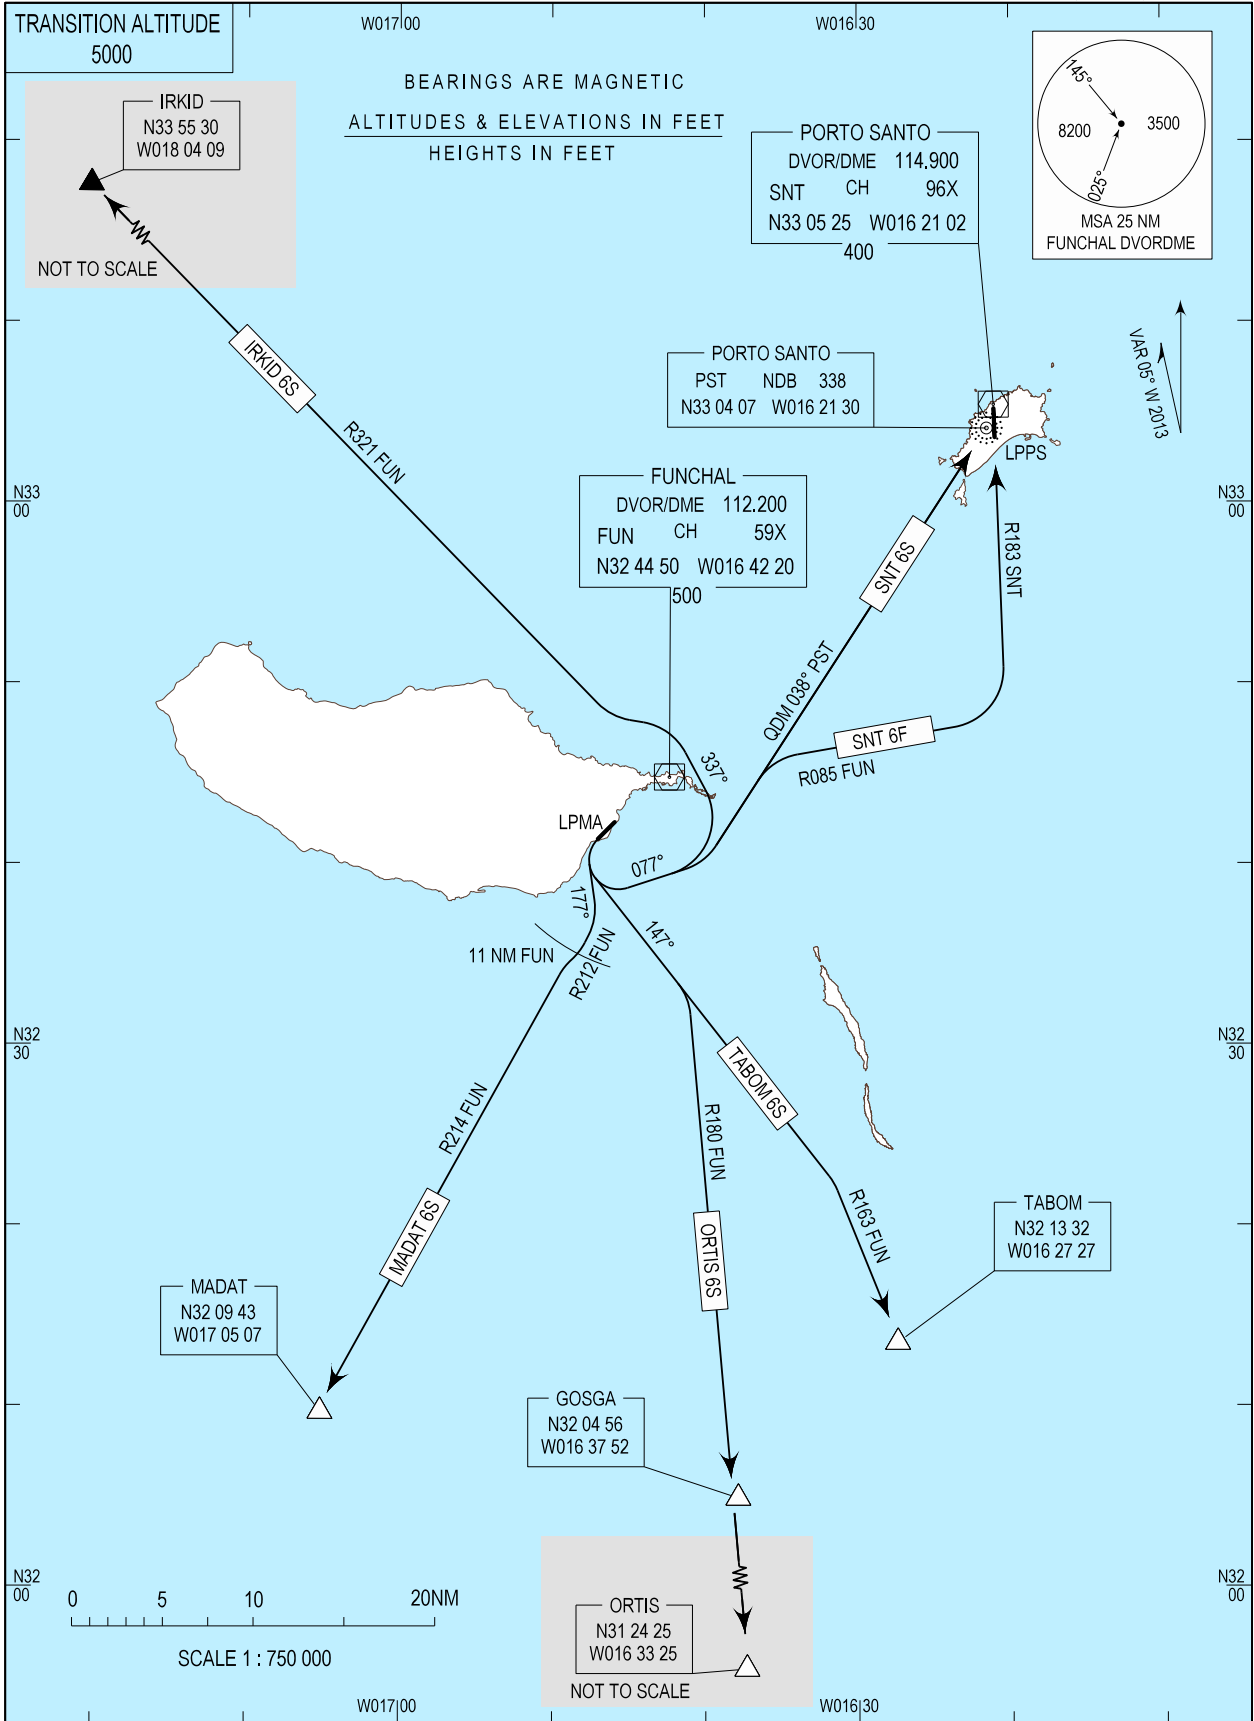 TRANSITION ALTITUDE
5000
W017 00
W016 30
BEARINGS ARE MAGNETIC
ALTITUDES & ELEVATIONS IN FEET
HEIGHTS IN FEET
145°
8200
3500
025°
MSA 25 NM
FUNCHAL DVORDME
IRKID
N33 55 30
W018 04 09
NOT TO SCALE
PORTO SANTO
DVOR/DME 114.900
SNT CH 96X
N33 05 25 W016 21 02
400
VAR 05° W 2013
PORTO SANTO
PST NDB 338
N33 04 07 W016 21 30
IRKID 6S
R321 FUN
LPPS
FUNCHAL
DVOR/DME 112.200
FUN CH 59X
N32 44 50 W016 42 20
500
N33
00
N33
00
SNT 6S
R183 SNT
QDM 038° PST
SNT 6F
R085 FUN
337°
LPMA
077°
177°
147°
11 NM FUN
R212 FUN
N32
30
N32
30
R214 FUN
TABOM 6S
R180 FUN
MADAT 6S
ORTIS 6S
R163 FUN
TABOM
N32 13 32
W016 27 27
MADAT
N32 09 43
W017 05 07
GOSGA
N32 04 56
W016 37 52
N32
00
N32
00
0 5 10 20NM
SCALE 1 : 750 000
ORTIS
N31 24 25
W016 33 25
NOT TO SCALE
W017 00
W016 30